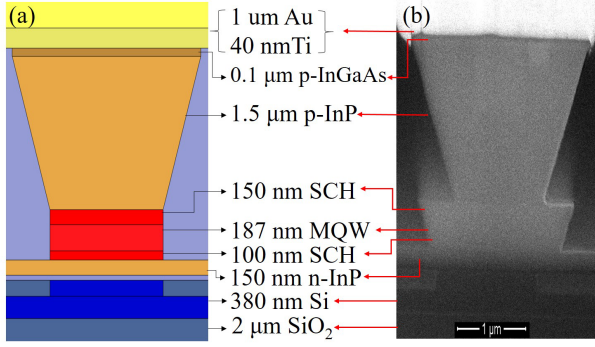 (a)
1 um Au
40 nmTi
0.1 μm p-InGaAs
1.5 μm p-InP
150 nm SCH
187 nm MQW
100 nm SCH
150 nm n-InP
380 nm Si
2 μm SiO₂
(b)
1 μm